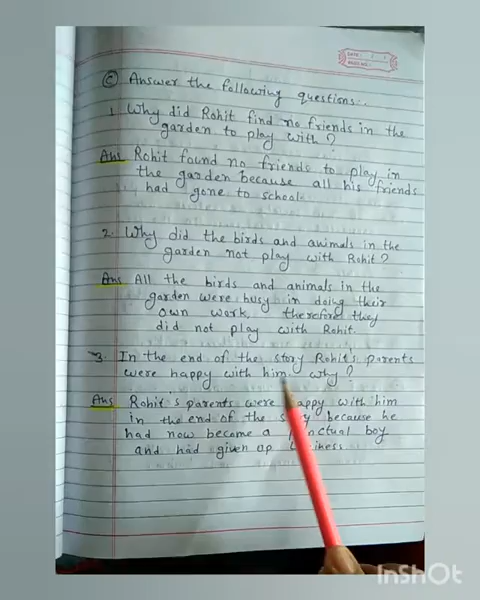 DATE: / /
PAGE NO.:
Ⓒ Answer the following questions:-
1. Why did Rohit find no friends in the
garden to play with?
Ans Rohit found no friends to play in
the garden because all his friends
had gone to school.
2. Why did the birds and animals in the
garden not play with Rohit?
Ans All the birds and animals in the
garden were busy in doing their
own work, therefore they
did not play with Rohit.
3. In the end of the story Rohit's parents
were happy with him. Why?
Ans Rohit's parents were happy with him
in the end of the because he
had now become a boy
and had given up
InShOt